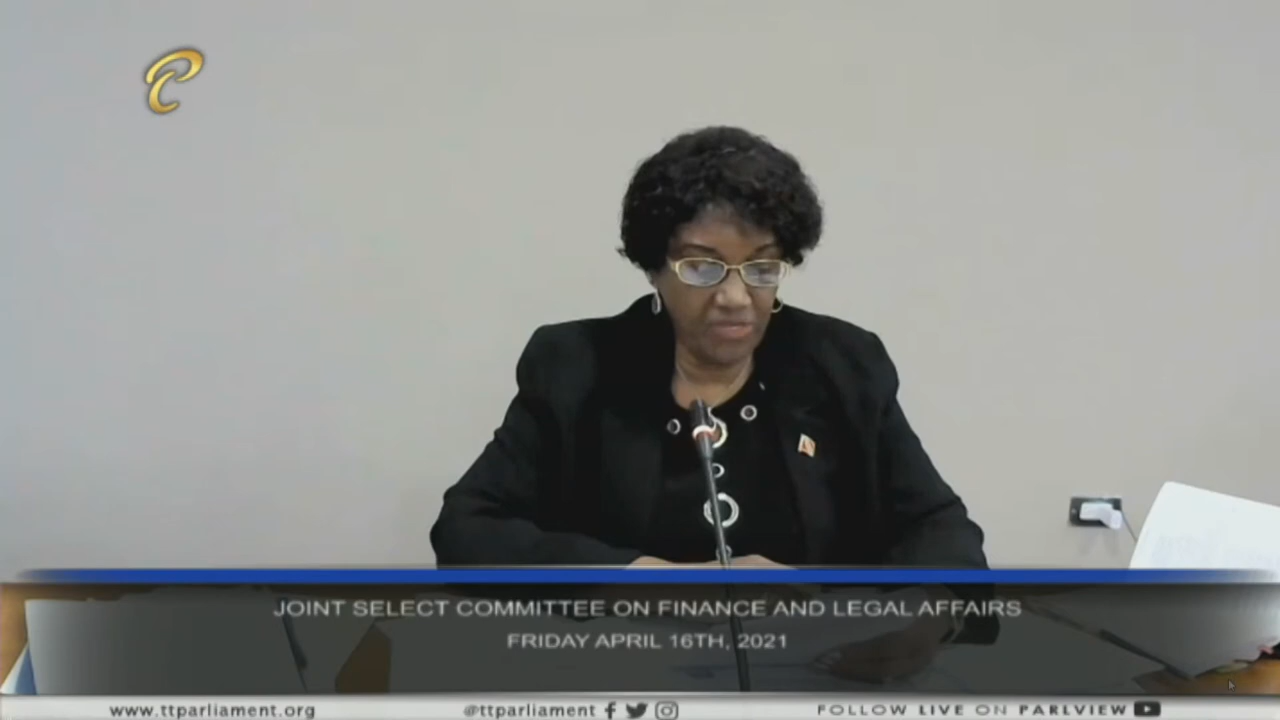 JOINT SELECT COMMITTEE ON FINANCE AND LEGAL AFFAIRS
FRIDAY APRIL 16TH, 2021
www.ttparliament.org @ttparliament FOLLOW LIVE ON PARLVIEW